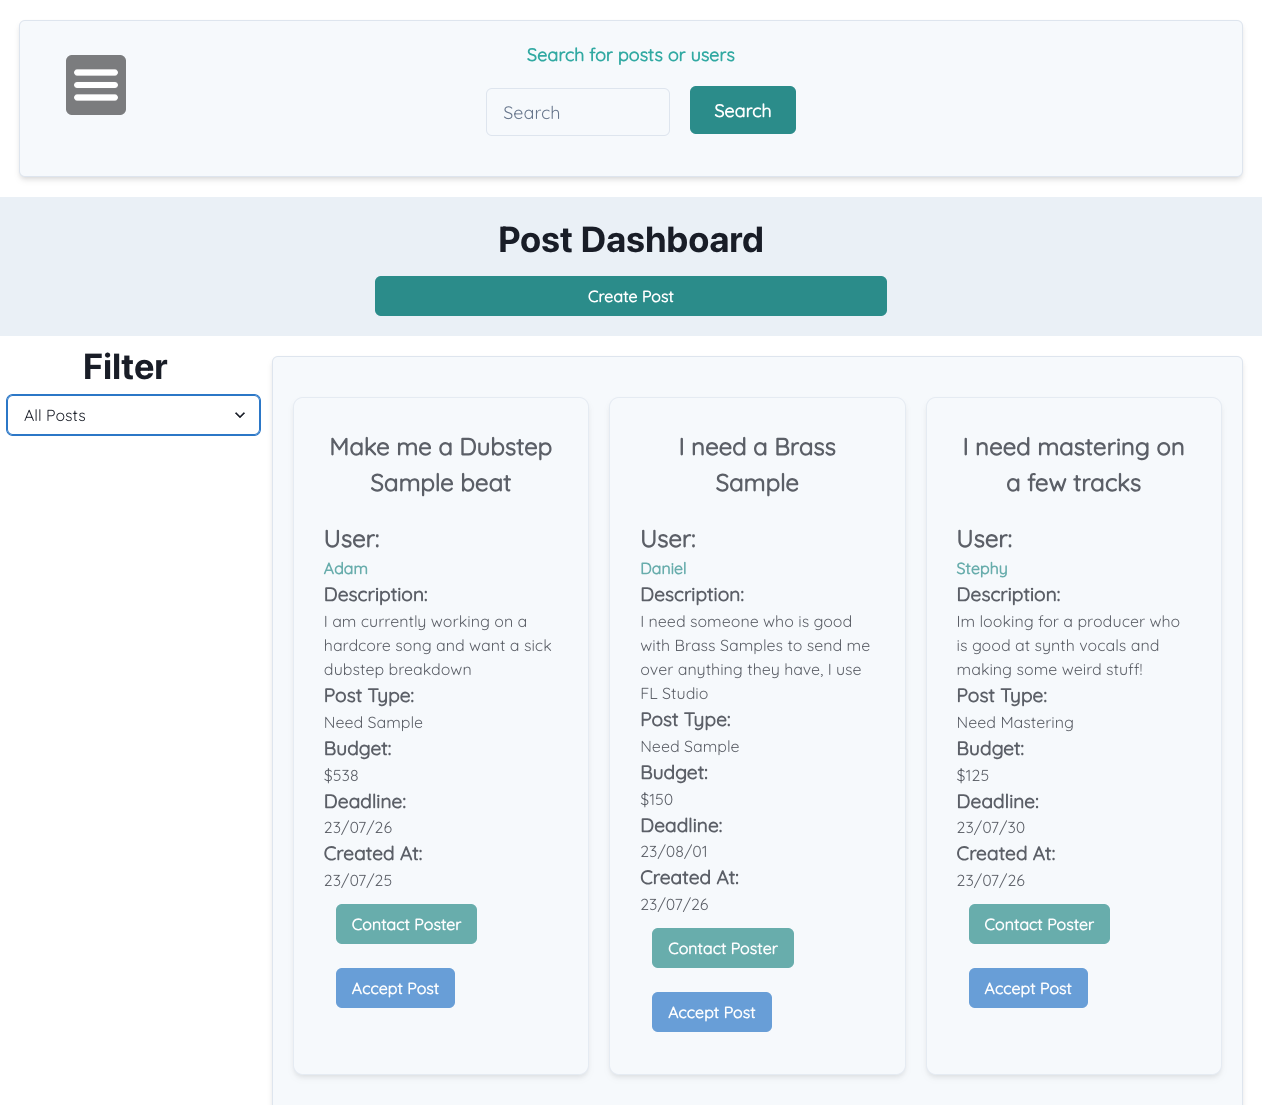 Search for posts or users
Search
Search
Post Dashboard
Create Post
Filter
All Posts
Make me a Dubstep
Sample beat
User:
Adam
Description:
I am currently working on a
hardcore song and want a sick
dubstep breakdown
Post Type:
Need Sample
Budget:
$538
Deadline:
23/07/26
Created At:
23/07/25
Contact Poster
Accept Post
I need a Brass
Sample
User:
Daniel
Description:
I need someone who is good
with Brass Samples to send me
over anything they have, I use
FL Studio
Post Type:
Need Sample
Budget:
$150
Deadline:
23/08/01
Created At:
23/07/26
Contact Poster
Accept Post
I need mastering on
a few tracks
User:
Stephy
Description:
Im looking for a producer who
is good at synth vocals and
making some weird stuff!
Post Type:
Need Mastering
Budget:
$125
Deadline:
23/07/30
Created At:
23/07/26
Contact Poster
Accept Post